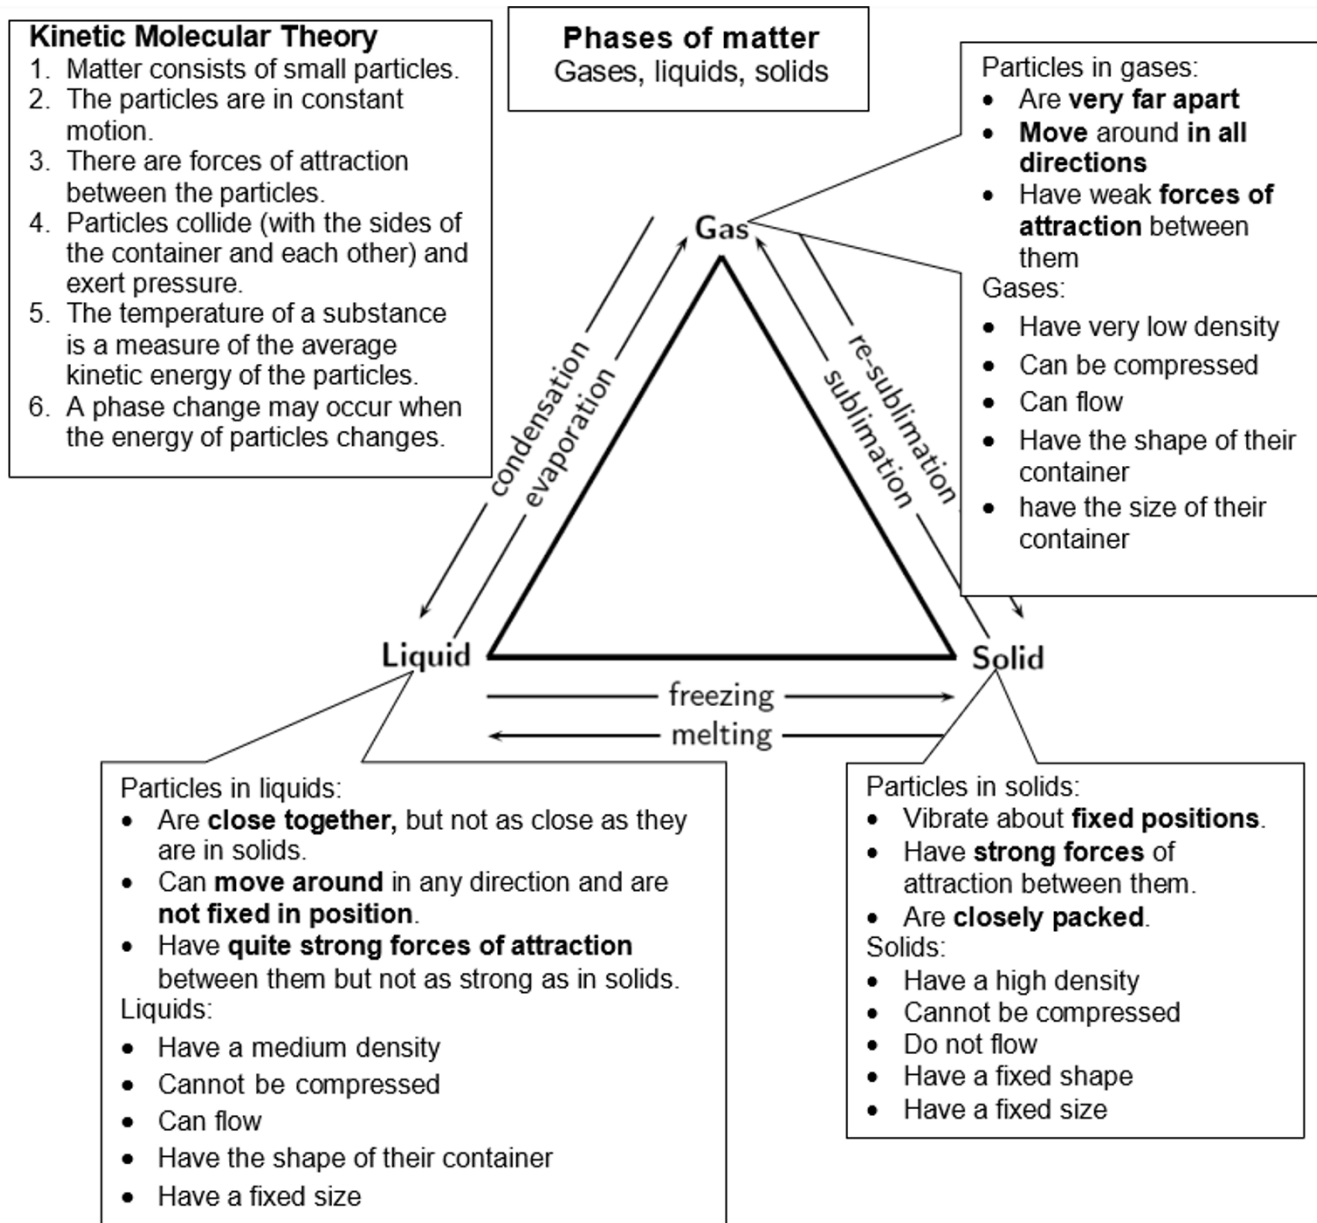 Kinetic Molecular Theory
1. Matter consists of small particles.
2. The particles are in constant
motion.
3. There are forces of attraction
between the particles.
4. Particles collide (with the sides of
the container and each other) and
exert pressure.
5. The temperature of a substance
is a measure of the average
kinetic energy of the particles.
6. A phase change may occur when
the energy of particles changes.
Phases of matter
Gases, liquids, solids
Particles in gases:
• Are very far apart
• Move around in all
directions
• Have weak forces of
attraction between
them
Gases:
• Have very low density
• Can be compressed
• Can flow
• Have the shape of their
container
• have the size of their
container
Gas
condensation
evaporation
re-sublimation
sublimation
Liquid
Solid
freezing
melting
Particles in liquids:
• Are close together, but not as close as they
are in solids.
• Can move around in any direction and are
not fixed in position.
• Have quite strong forces of attraction
between them but not as strong as in solids.
Liquids:
• Have a medium density
• Cannot be compressed
• Can flow
• Have the shape of their container
• Have a fixed size
Particles in solids:
• Vibrate about fixed positions.
• Have strong forces of
attraction between them.
• Are closely packed.
Solids:
• Have a high density
• Cannot be compressed
• Do not flow
• Have a fixed shape
• Have a fixed size